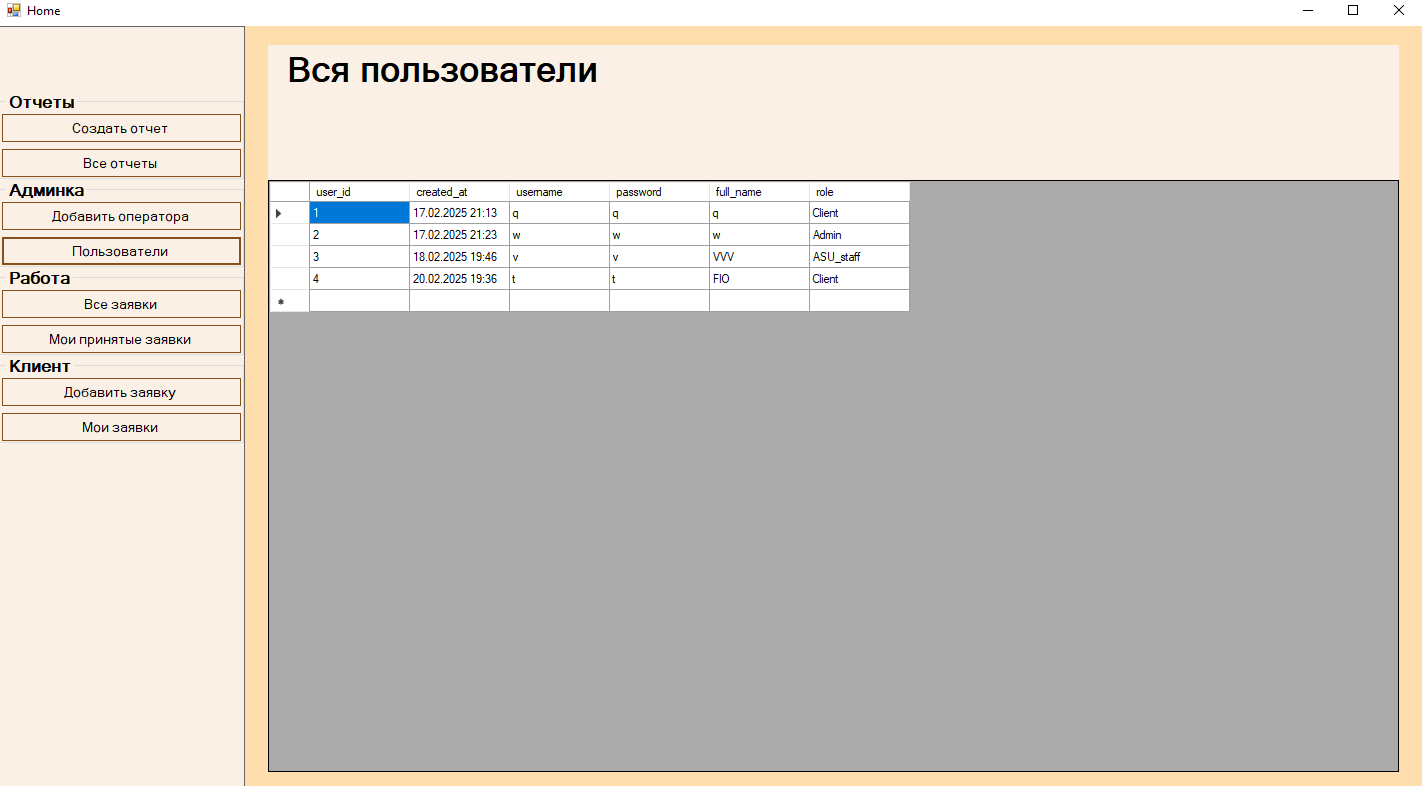 Home
Отчеты
Создать отчет
Все отчеты
Админка
Добавить оператора
Пользователи
Работа
Все заявки
Мои принятые заявки
Клиент
Добавить заявку
Мои заявки
Вся пользователи
user_id created_at username password full_name role
1 17.02.2025 21:13 q q q Client
2 17.02.2025 21:23 w w w Admin
3 18.02.2025 19:46 v v VVV ASU_staff
4 20.02.2025 19:36 t t FIO Client